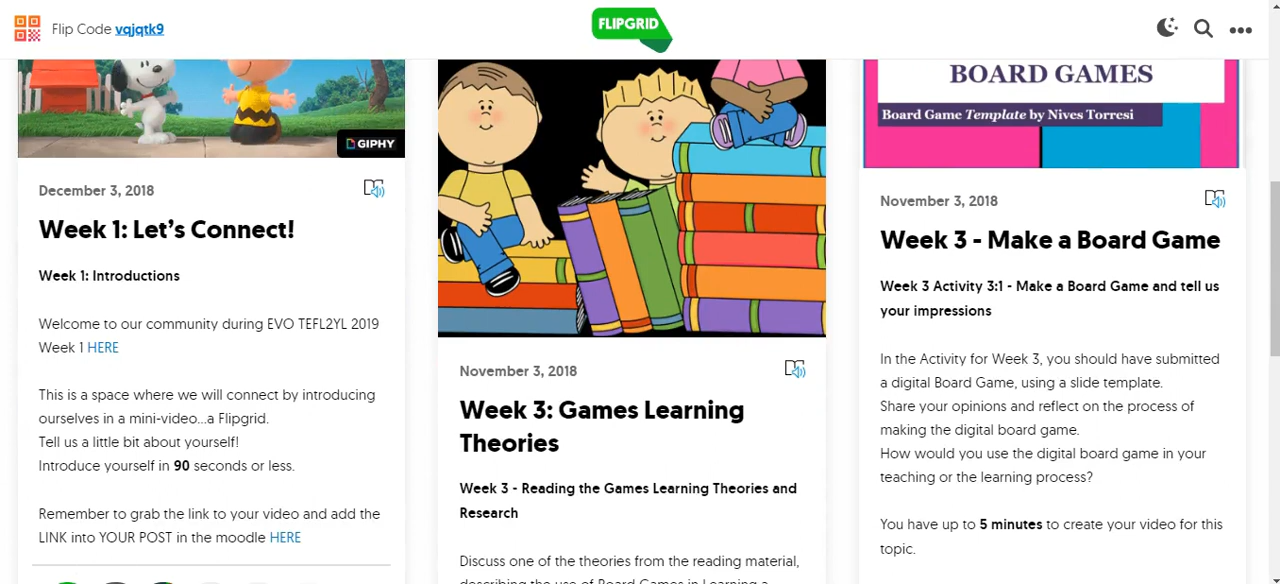 Flip Code vqjqtk9
FLIPGRID
GIPHY
December 3, 2018
Week 1: Let's Connect!
Week 1: Introductions
Welcome to our community during EVO TEFL2YL 2019
Week 1 HERE
This is a space where we will connect by introducing
ourselves in a mini-video...a Flipgrid.
Tell us a little bit about yourself!
Introduce yourself in 90 seconds or less.
Remember to grab the link to your video and add the
LINK into YOUR POST in the moodle HERE
November 3, 2018
Week 3: Games Learning
Theories
Week 3 - Reading the Games Learning Theories and
Research
Discuss one of the theories from the reading material,
describing the use of Board Games in Learning a
BOARD GAMES
Board Game Template by Nives Torresi
November 3, 2018
Week 3 - Make a Board Game
Week 3 Activity 3:1 - Make a Board Game and tell us
your impressions
In the Activity for Week 3, you should have submitted
a digital Board Game, using a slide template.
Share your opinions and reflect on the process of
making the digital board game.
How would you use the digital board game in your
teaching or the learning process?
You have up to 5 minutes to create your video for this
topic.